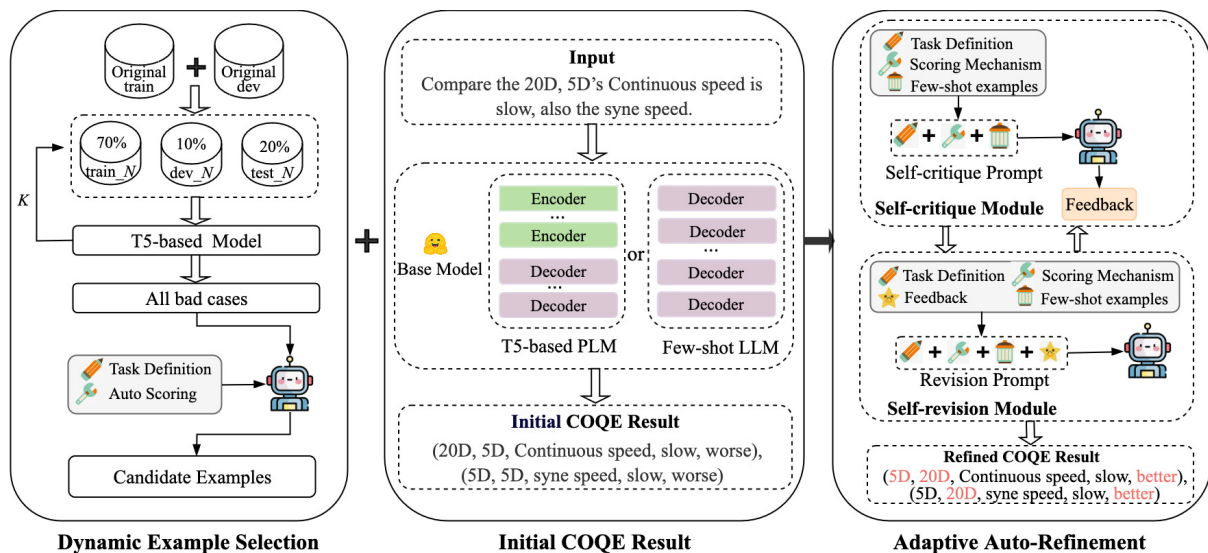 Original
train
Original
dev
70%
train_N
10%
dev_N
20%
test_N
K
T5-based Model
All bad cases
Task Definition
Auto Scoring
Candidate Examples
Dynamic Example Selection
Input
Compare the 20D, 5D's Continuous speed is
slow, also the syne speed.
Base Model
Encoder
...
Encoder
Decoder
...
Decoder
T5-based PLM
or
Decoder
Decoder
...
Decoder
Decoder
Few-shot LLM
Initial COQE Result
(20D, 5D, Continuous speed, slow, worse),
(5D, 5D, syne speed, slow, worse)
Initial COQE Result
Task Definition
Scoring Mechanism
Few-shot examples
Self-critique Prompt
Self-critique Module
Feedback
Task Definition
Scoring Mechanism
Feedback
Few-shot examples
Revision Prompt
Self-revision Module
Refined COQE Result
(5D, 20D, Continuous speed, slow, better),
(5D, 20D, syne speed, slow, better)
Adaptive Auto-Refinement